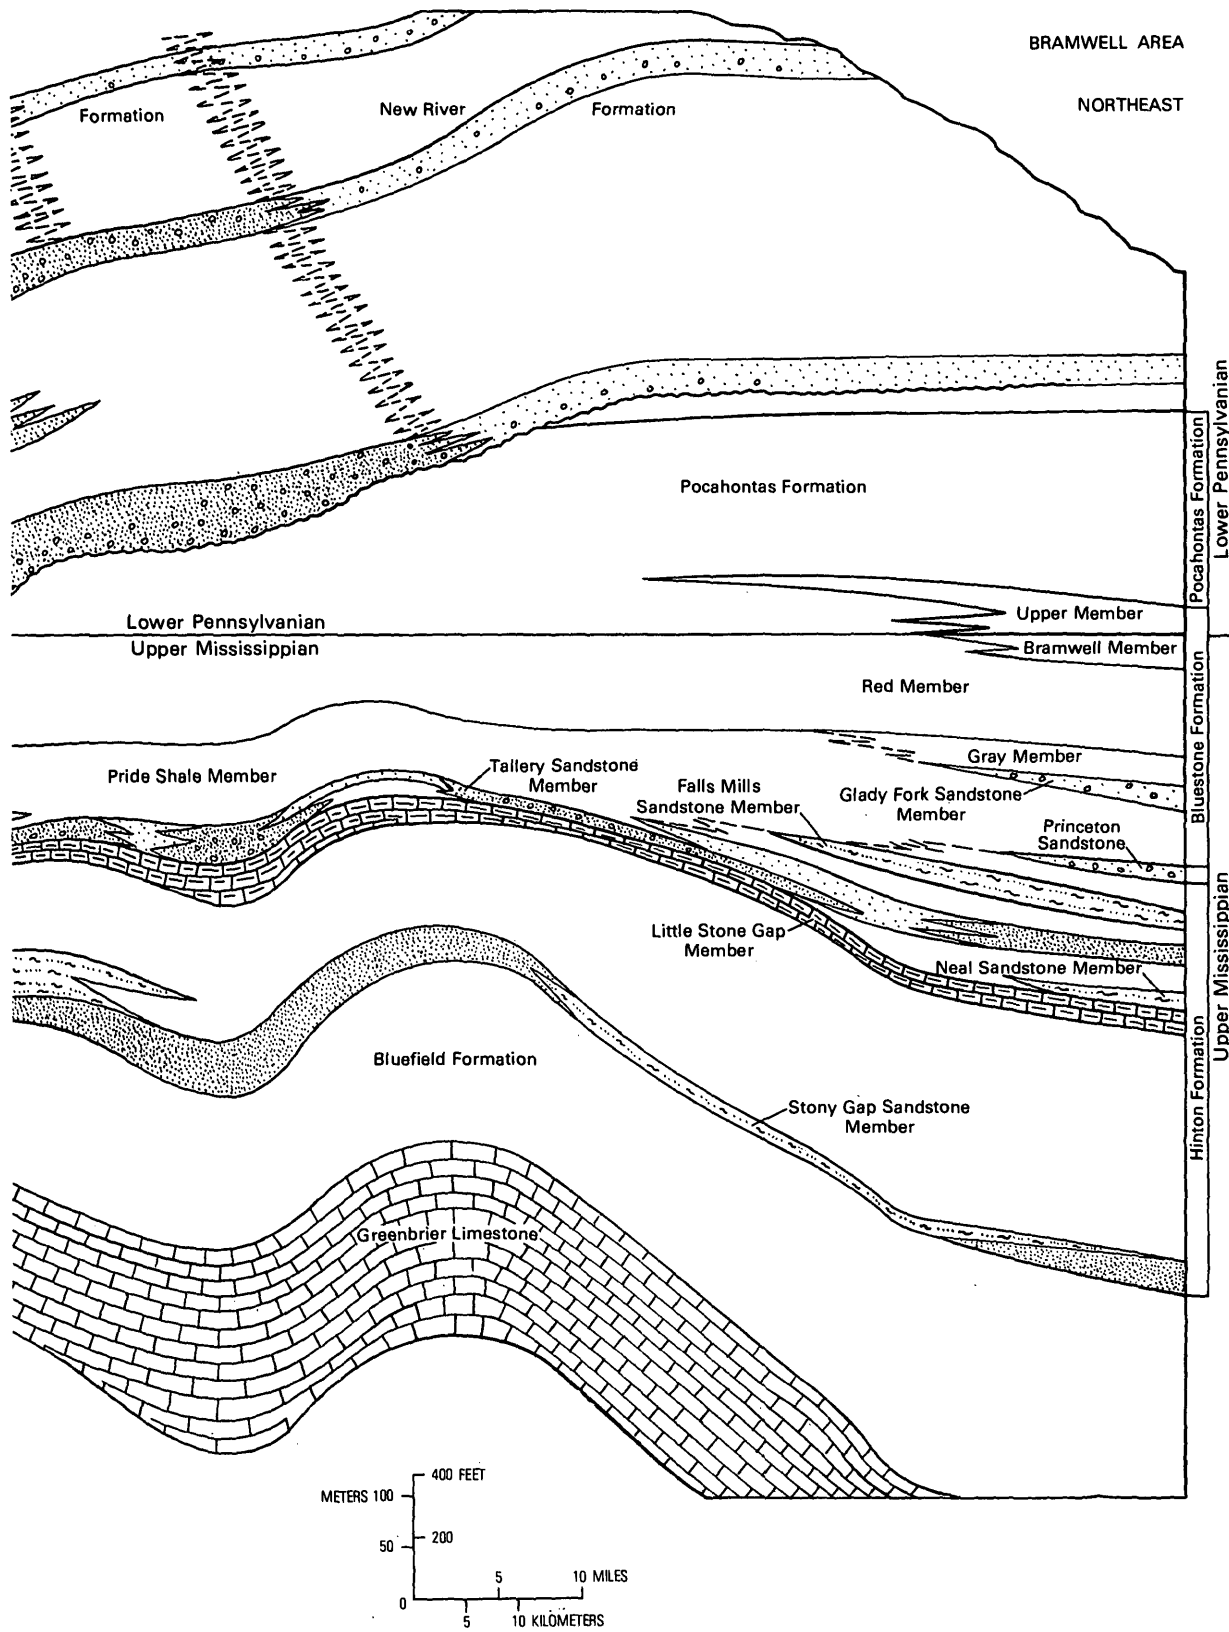 BRAMWELL AREA
NORTHEAST
Formation
New River
Formation
Pocahontas Formation
Lower Pennsylvanian
Upper Mississippian
Upper Member
Bramwell Member
Red Member
Gray Member
Pride Shale Member
Tallery Sandstone
Member
Falls Mills
Sandstone Member
Glady Fork Sandstone
Member
Princeton
Sandstone
Little Stone Gap
Member
Neal Sandstone Member
Bluefield Formation
Stony Gap Sandstone
Member
Greenbrier Limestone
Pocahontas Formation
Lower Pennsylvanian
Bluestone Formation
Hinton Formation
Upper Mississippian
400 FEET
METERS 100
200
50
0
5
10 MILES
5
10 KILOMETERS